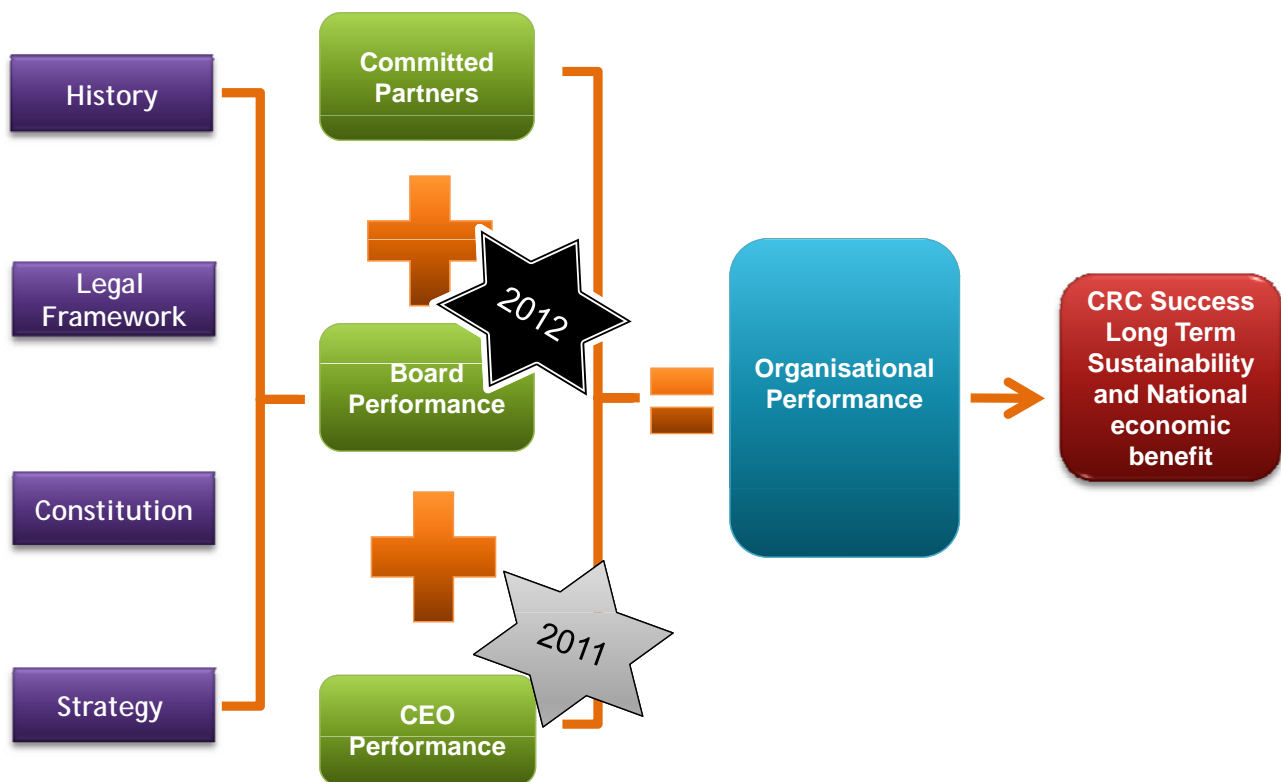 History
Legal
Framework
Constitution
Strategy
Committed
Partners
2012
Board
Performance
2011
CEO
Performance
Organisational
Performance
CRC Success
Long Term
Sustainability
and National
economic
benefit